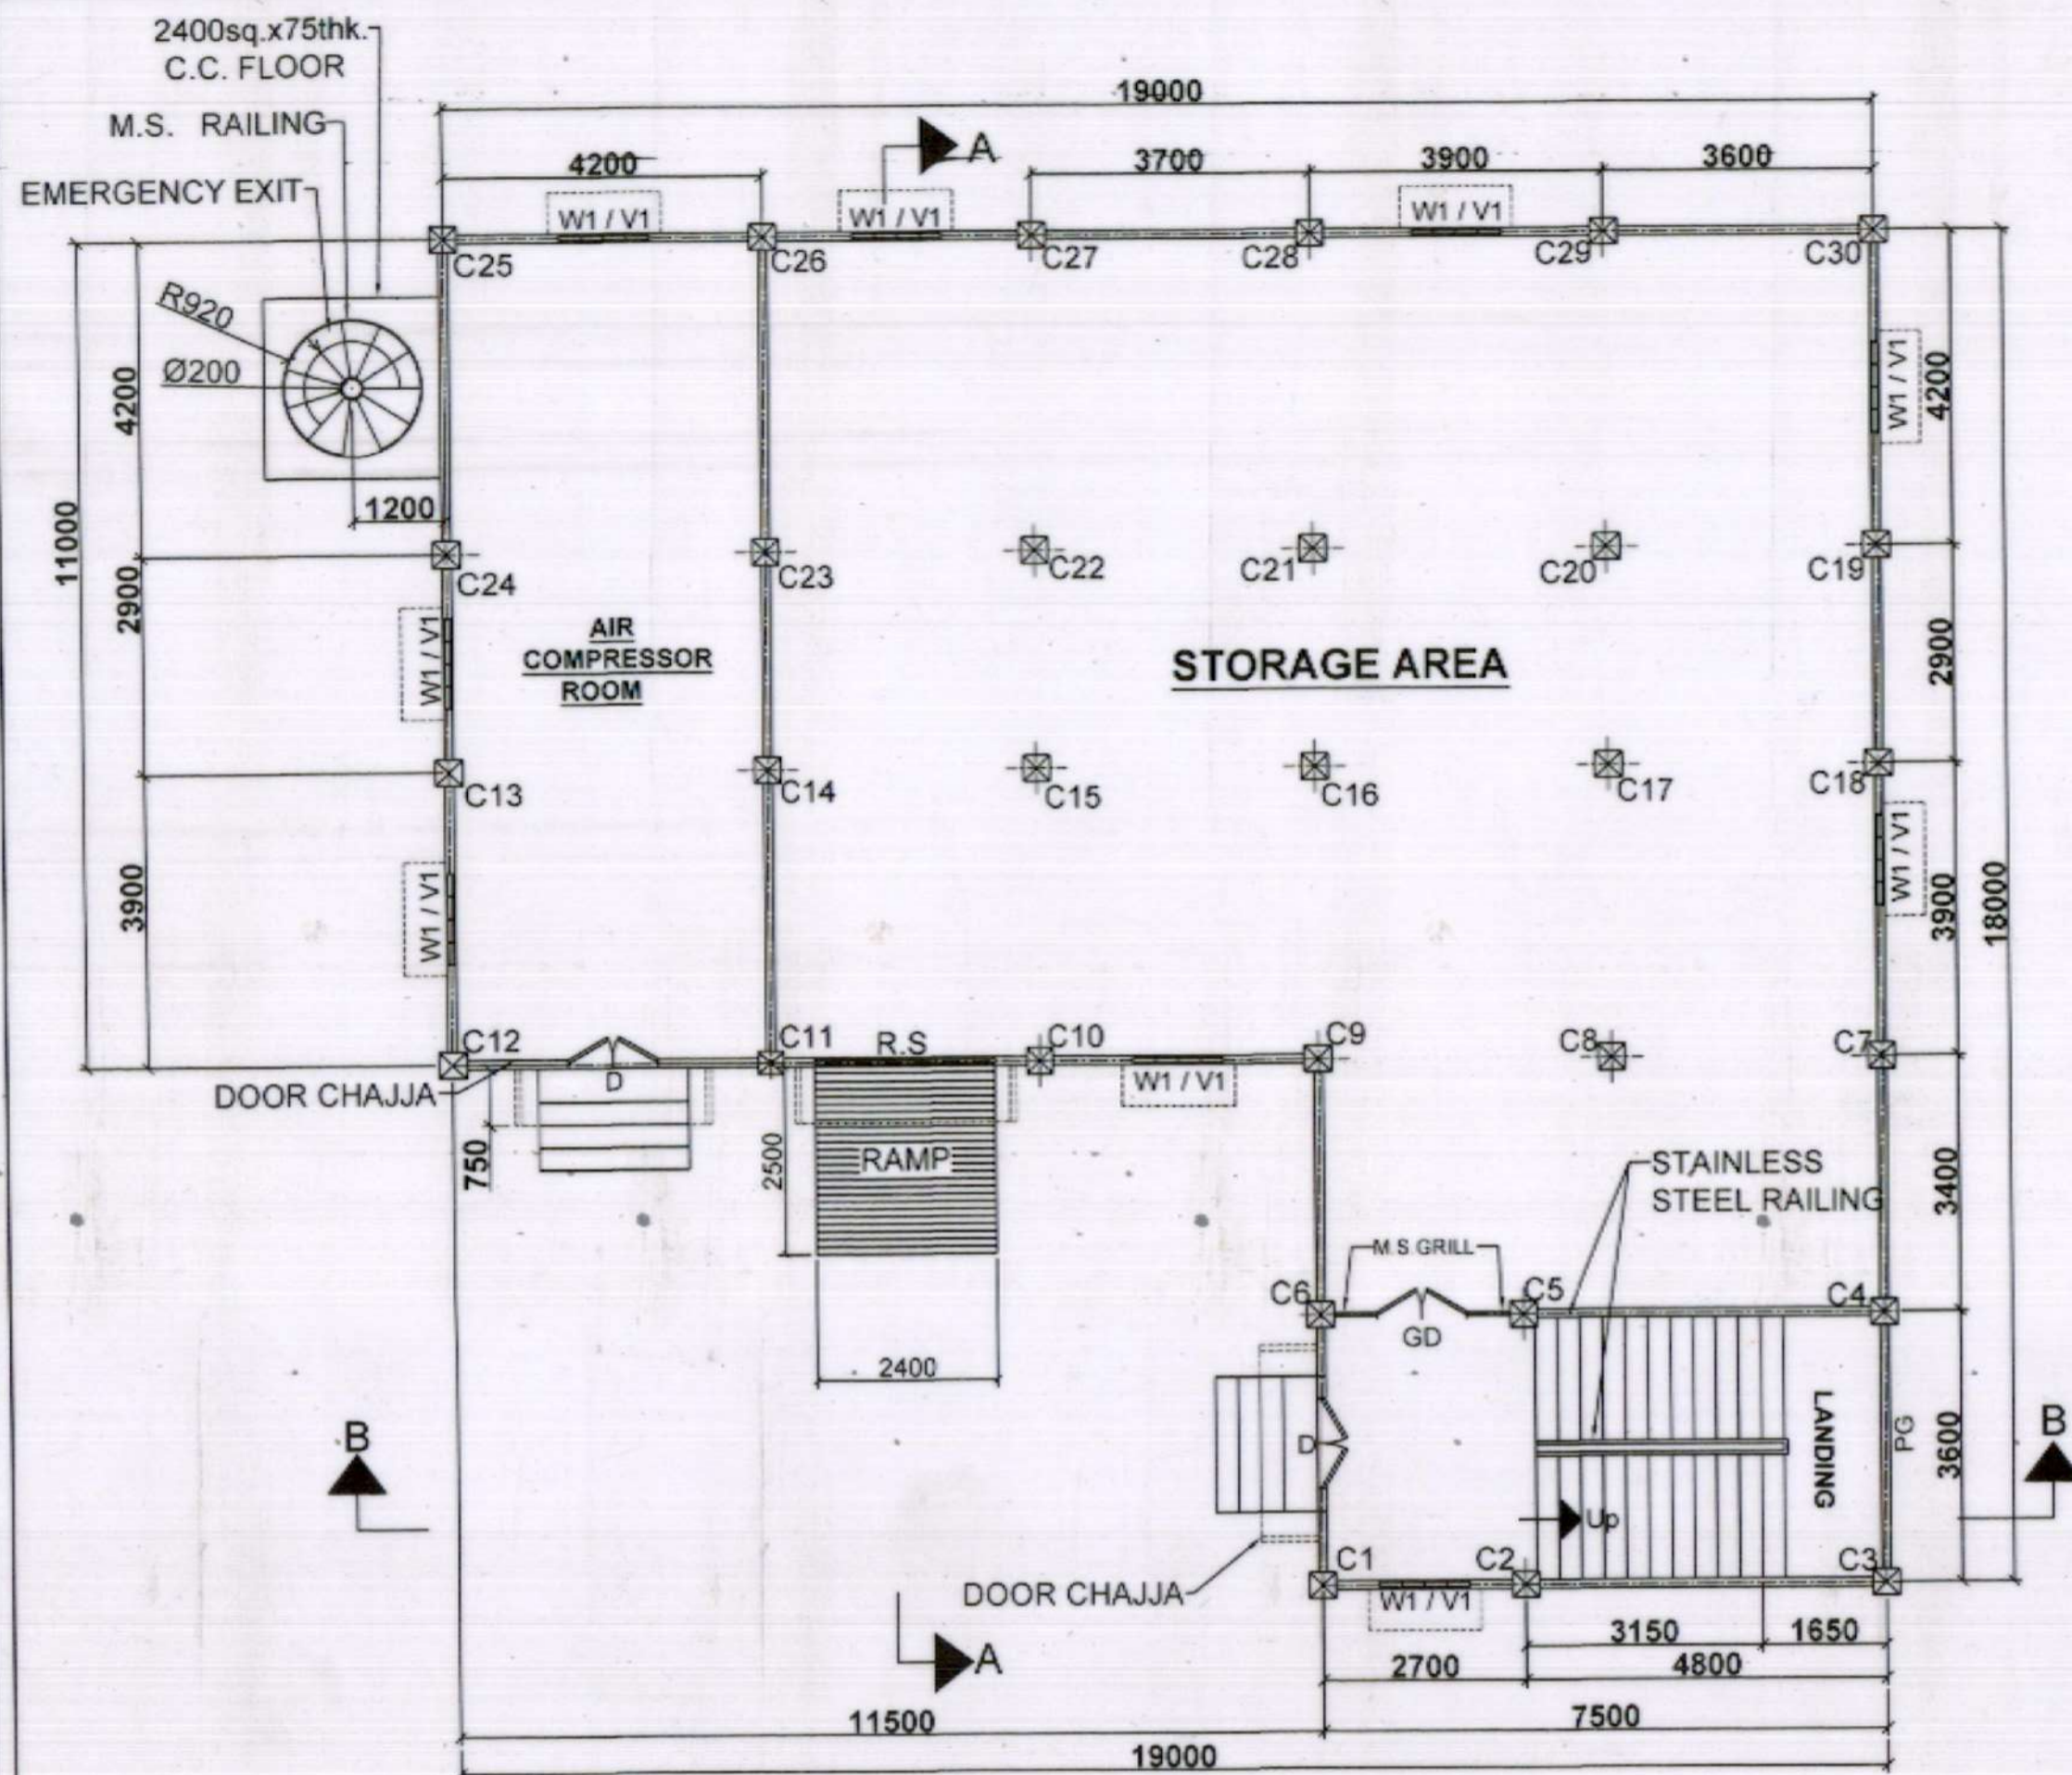 2400sq.x75thk.
C.C. FLOOR
M.S. RAILING
EMERGENCY EXIT
19000
4200
A
3700
3900
3600
W1 / V1
W1 / V1
W1 / V1
C25
C26
C27
C28
C29
C30
R920
Ø200
4200
11000
1200
W1 / V1
4200
C24
C23
C22
C21
C20
C19
2900
W1 / V1
AIR
COMPRESSOR
ROOM
STORAGE AREA
2900
C13
C14
C15
C16
C17
C18
3900
W1 / V1
W1 / V1
3900
18000
C12
C11
R.S
C10
C9
C8
C7
D
W1 / V1
DOOR CHAJJA
750
2500
RAMP
STAINLESS
STEEL RAILING
3400
M.S.GRILL
C6
C5
C4
GD
2400
B
D
LANDING
PG
3600
B
Up
C1
C2
C3
DOOR CHAJJA
W1 / V1
A
3150
1650
2700
4800
11500
7500
19000